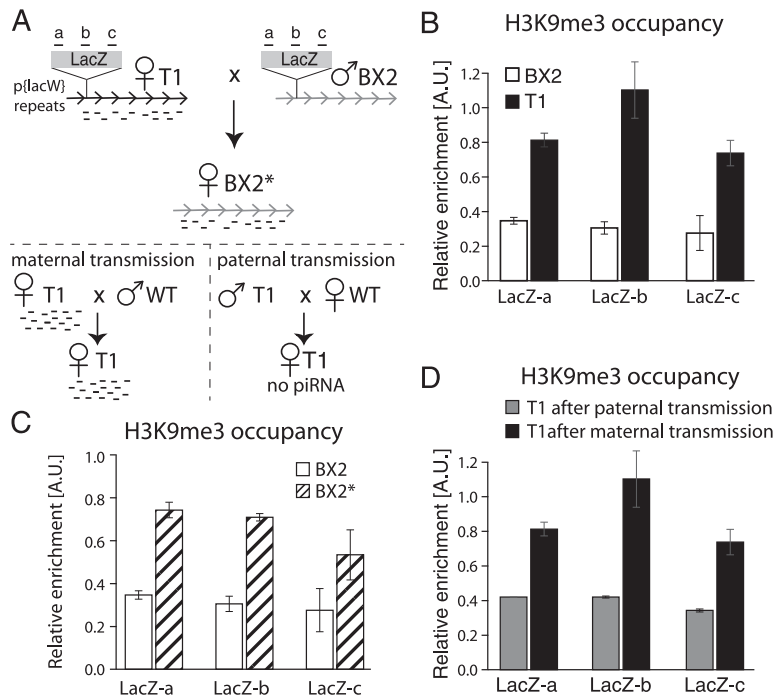 A
a b c
LacZ
♀ T1
p{lacW}
repeats
x
a b c
LacZ
♂ BX2
♀ BX2*
maternal transmission
♀ T1 x ♂ WT
♀ T1
paternal transmission
♂ T1 x ♀ WT
♀ T1
no piRNA
B
H3K9me3 occupancy
Relative enrichment [A.U.]
1.2
0.8
0.6
0.4
0.2
0.0
BX2
T1
LacZ-a LacZ-b LacZ-c
C
H3K9me3 occupancy
Relative enrichment [A.U.]
1.0
0.8
0.6
0.4
0.2
0.0
BX2
BX2*
LacZ-a LacZ-b LacZ-c
D
H3K9me3 occupancy
T1 after paternal transmission
T1after maternal transmission
Relative enrichment [A.U.]
1.2
1.0
0.8
0.6
0.4
0.2
0.0
LacZ-a LacZ-b LacZ-c